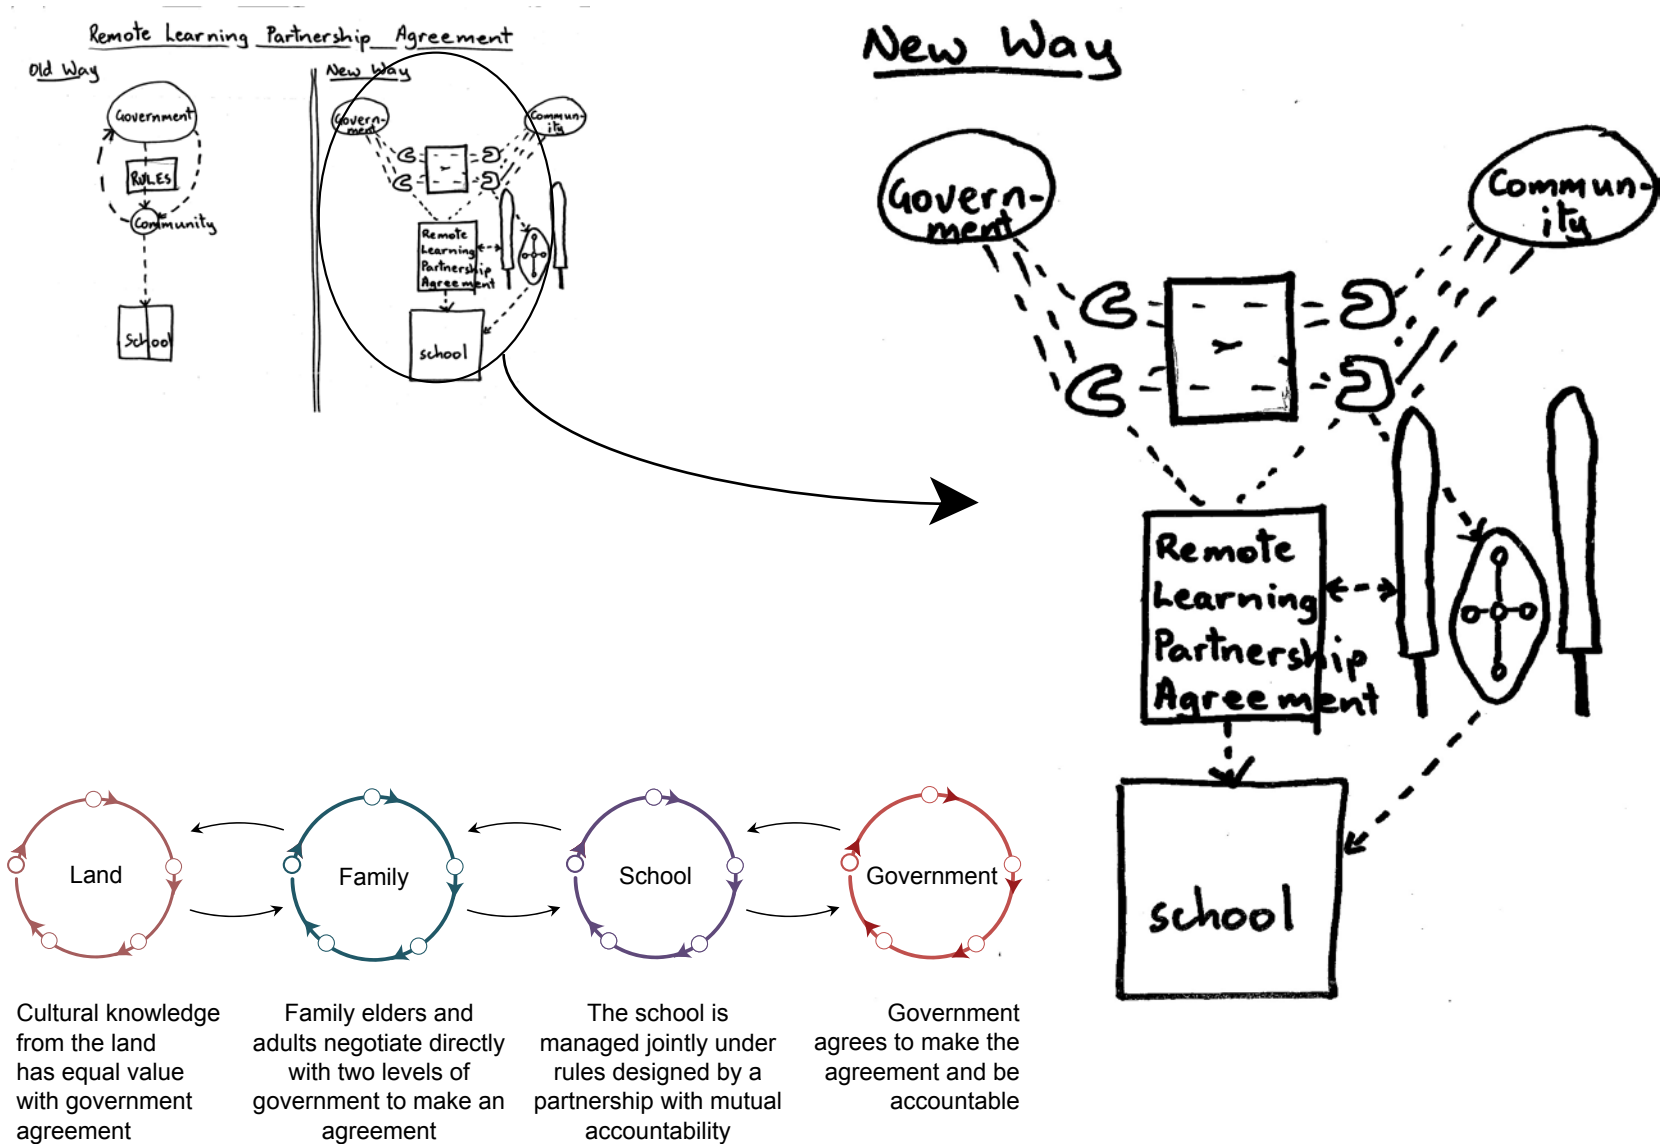 Remote Learning Partnership Agreement
Old Way
Government
RULES
Community
School
New Way
Govern-
ment
Commun-
ity
Remote
Learning
Partnership
Agreement
school
New Way
Govern-
ment
Commun-
ity
Remote
Learning
Partnership
Agreement
school
Land
Family
School
Government
Cultural knowledge
from the land
has equal value
with government
agreement
Family elders and
adults negotiate directly
with two levels of
government to make an
agreement
The school is
managed jointly under
rules designed by a
partnership with mutual
accountability
Government
agrees to make the
agreement and be
accountable